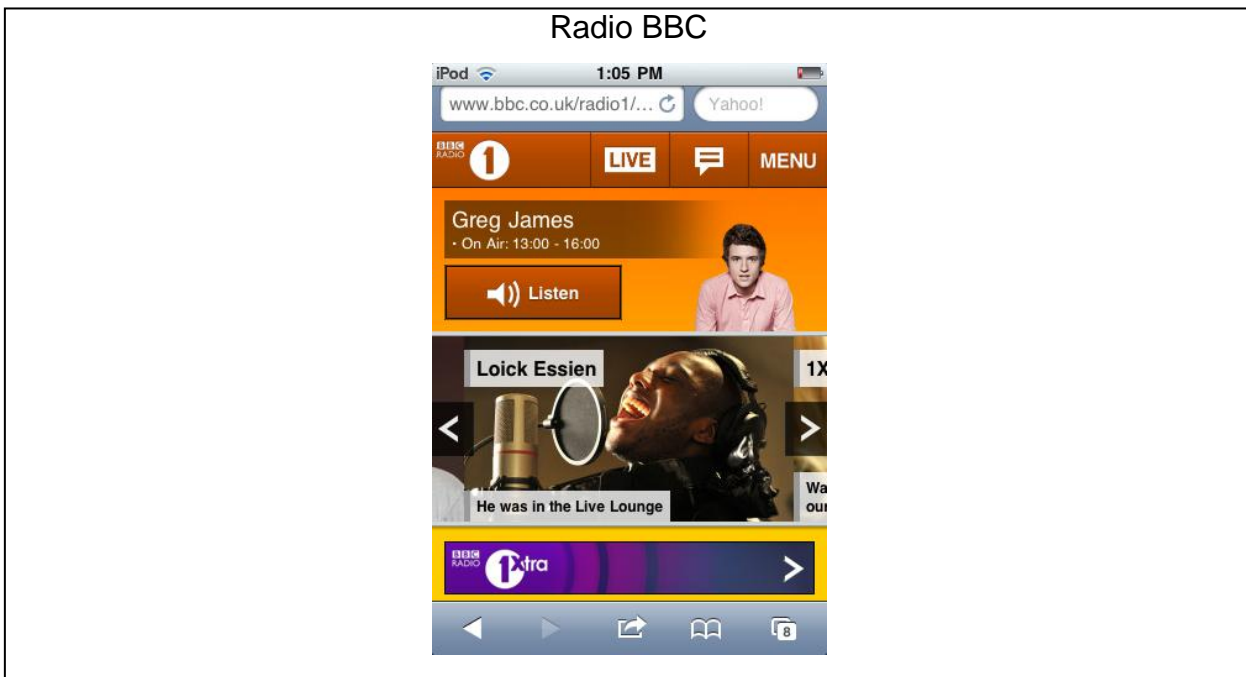 Radio BBC
iPod 1:05 PM
www.bbc.co.uk/radio1/... Yahoo!
BBC RADIO 1 LIVE MENU
Greg James
· On Air: 13:00 - 16:00
Listen
Loick Essien 1X
He was in the Live Lounge
Wa
our
BBC RADIO 1Xtra
8